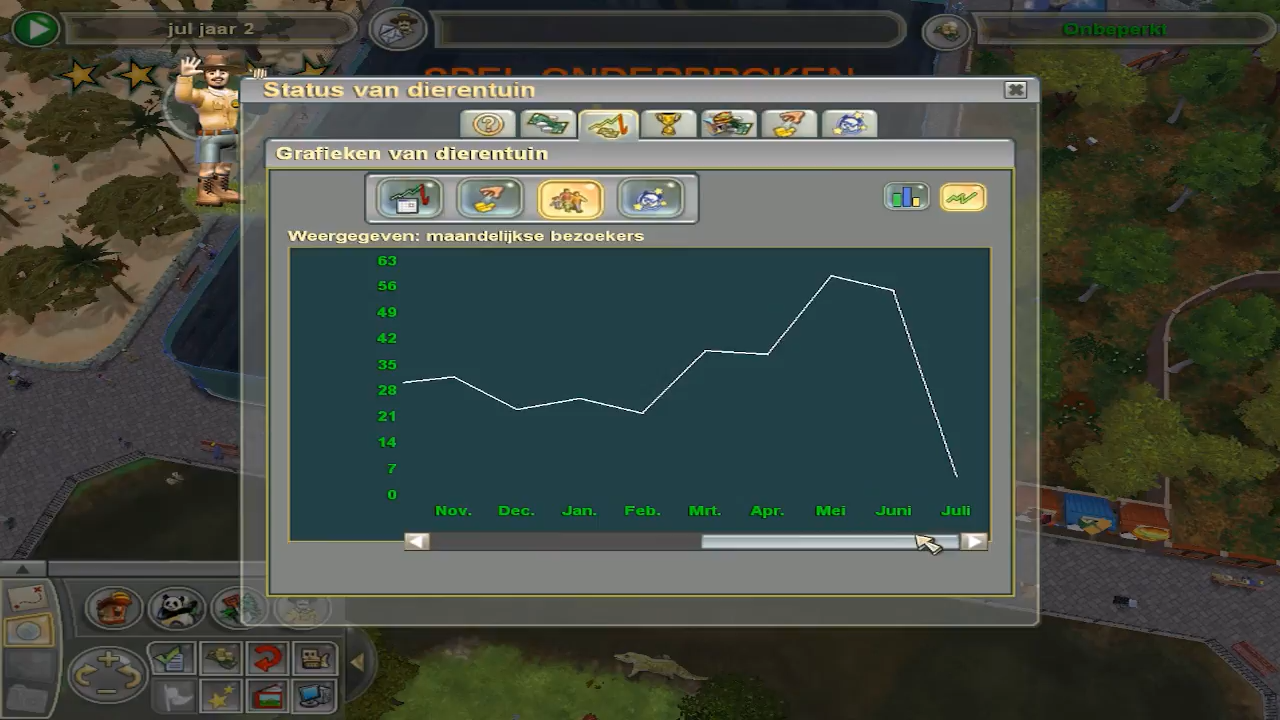 jul jaar 2
Onbeperkt
SPEL ONDERBROKEN
Status van dierentuin
Grafieken van dierentuin
Weergegeven: maandelijkse bezoekers
63
56
49
42
35
28
21
14
7
0
Nov. Dec. Jan. Feb. Mrt. Apr. Mei Juni Juli